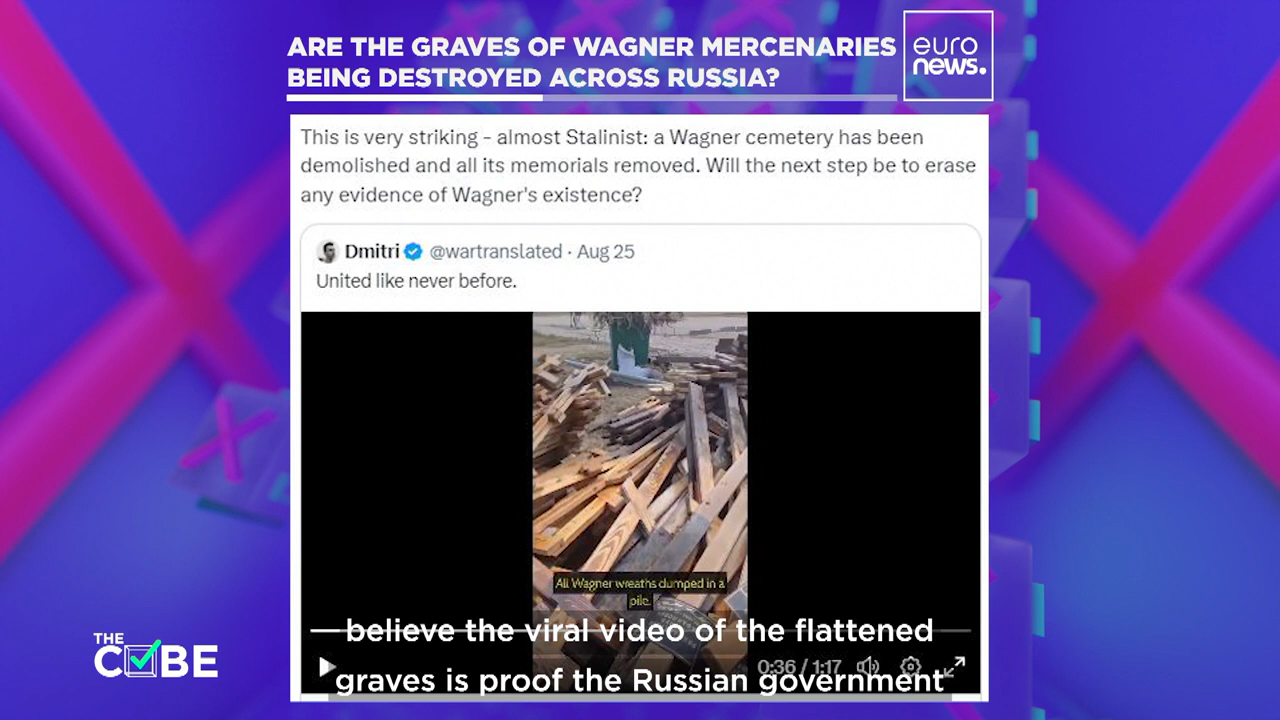 ARE THE GRAVES OF WAGNER MERCENARIES
BEING DESTROYED ACROSS RUSSIA?
euro
news.
This is very striking - almost Stalinist: a Wagner cemetery has been
demolished and all its memorials removed. Will the next step be to erase
any evidence of Wagner's existence?
Dmitri @wartranslated · Aug 25
United like never before.
All Wagner wreaths dumped in a
pile.
believe the viral video of the flattened
0:36 / 1:17
graves is proof the Russian government
THE
CUBE